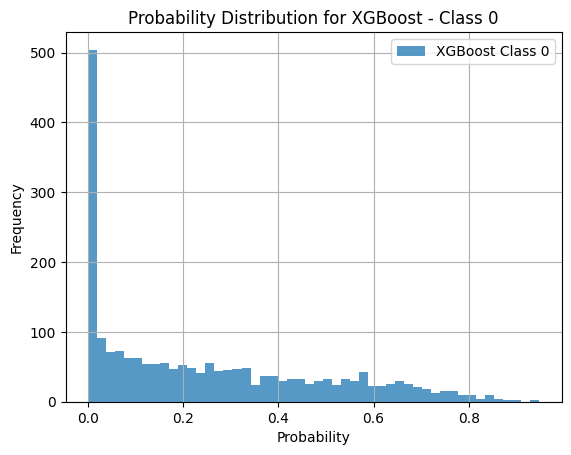 Probability Distribution for XGBoost - Class 0
XGBoost Class 0
Frequency
500
400
300
200
100
0
0.0 0.2 0.4 0.6 0.8
Probability